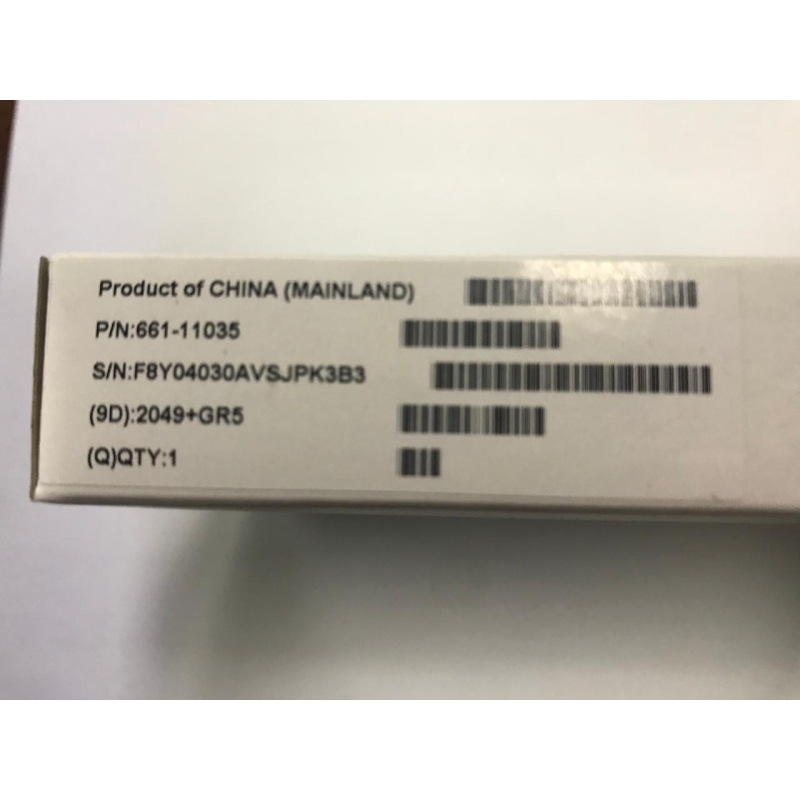 Product of CHINA (MAINLAND)
P/N:661-11035
S/N:F8Y04030AVSJPK3B3
(9D):2049+GR5
(Q)QTY:1